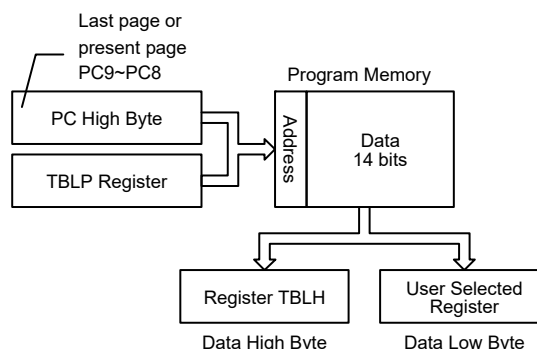 Last page or
present page
PC9~PC8
Program Memory
PC High Byte
TBLP Register
Address
Data
14 bits
Register TBLH
User Selected
Register
Data High Byte
Data Low Byte